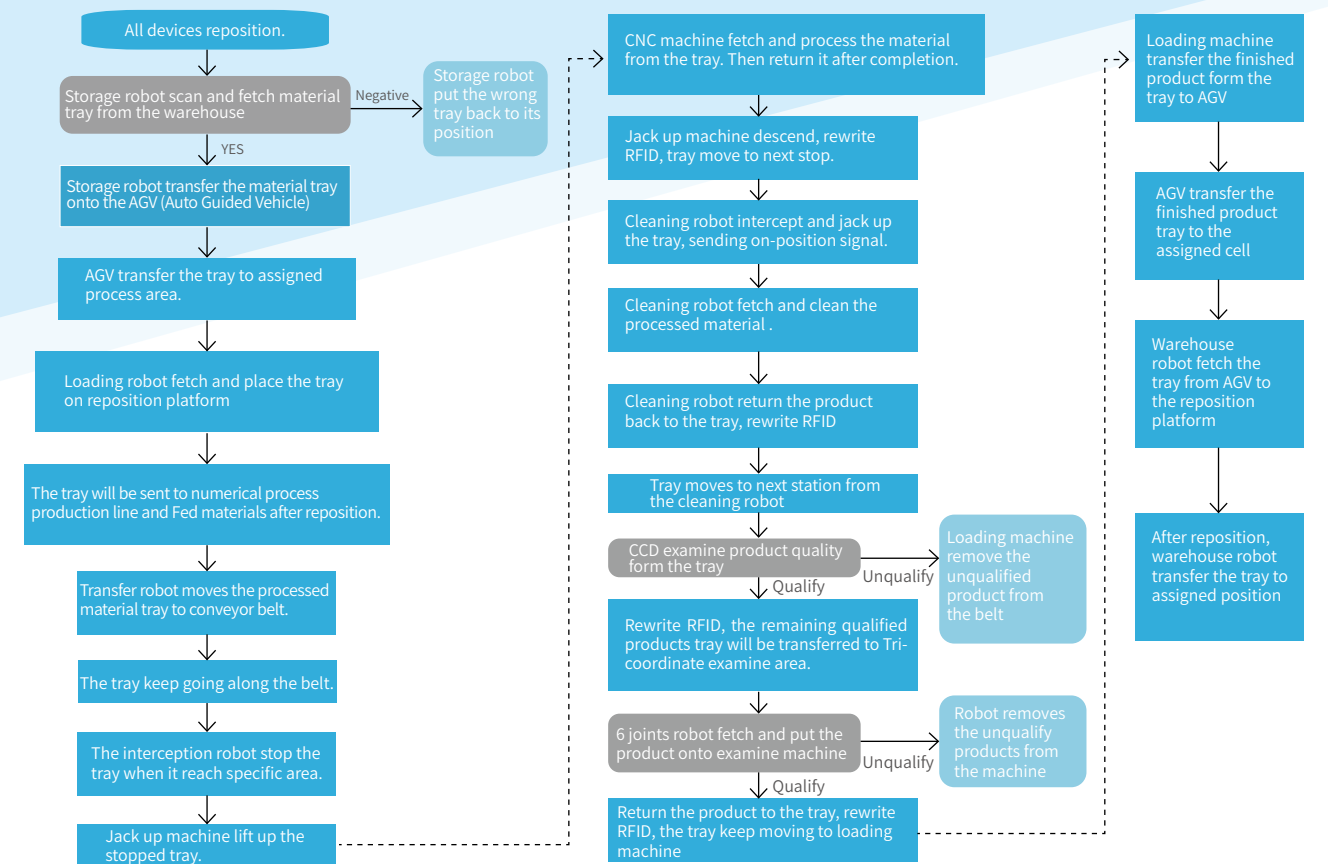 All devices reposition.
Storage robot scan and fetch material
tray from the warehouse
Negative
Storage robot
put the wrong
tray back to its
position
YES
Storage robot transfer the material tray
onto the AGV (Auto Guided Vehicle)
AGV transfer the tray to assigned
process area.
Loading robot fetch and place the tray
on reposition platform
The tray will be sent to numerical process
production line and Fed materials after reposition.
Transfer robot moves the processed
material tray to conveyor belt.
The tray keep going along the belt.
The interception robot stop the
tray when it reach specific area.
Jack up machine lift up the
stopped tray.
CNC machine fetch and process the material
from the tray. Then return it after completion.
Jack up machine descend, rewrite
RFID, tray move to next stop.
Cleaning robot intercept and jack up
the tray, sending on-position signal.
Cleaning robot fetch and clean the
processed material .
Cleaning robot return the product
back to the tray, rewrite RFID
Tray moves to next station from
the cleaning robot
CCD examine product quality
form the tray
Unqualify
Loading machine
remove the
unqualified
product from
the belt
Qualify
Rewrite RFID, the remaining qualified
products tray will be transferred to Tri-
coordinate examine area.
6 joints robot fetch and put the
product onto examine machine
Unqualify
Robot removes
the unqualify
products from
the machine
Qualify
Return the product to the tray, rewrite
RFID, the tray keep moving to loading
machine
Loading machine
transfer the finished
product form the
tray to AGV
AGV transfer the
finished product
tray to the
assigned cell
Warehouse
robot fetch the
tray from AGV to
the reposition
platform
After reposition,
warehouse robot
transfer the tray to
assigned position